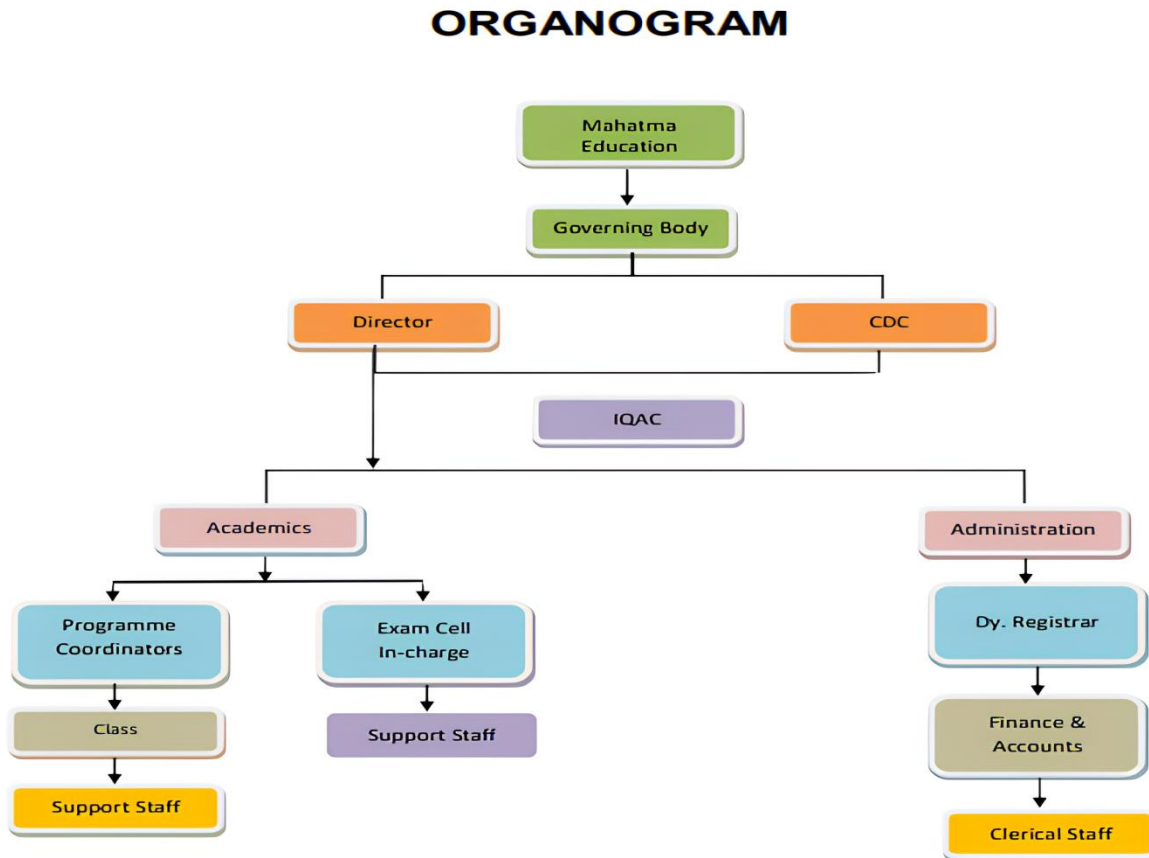 ORGANOGRAM
Mahatma
Education
Governing Body
Director
CDC
IQAC
Academics
Administration
Programme
Coordinators
Exam Cell
In-charge
Dy. Registrar
Class
Support Staff
Finance &
Accounts
Support Staff
Clerical Staff